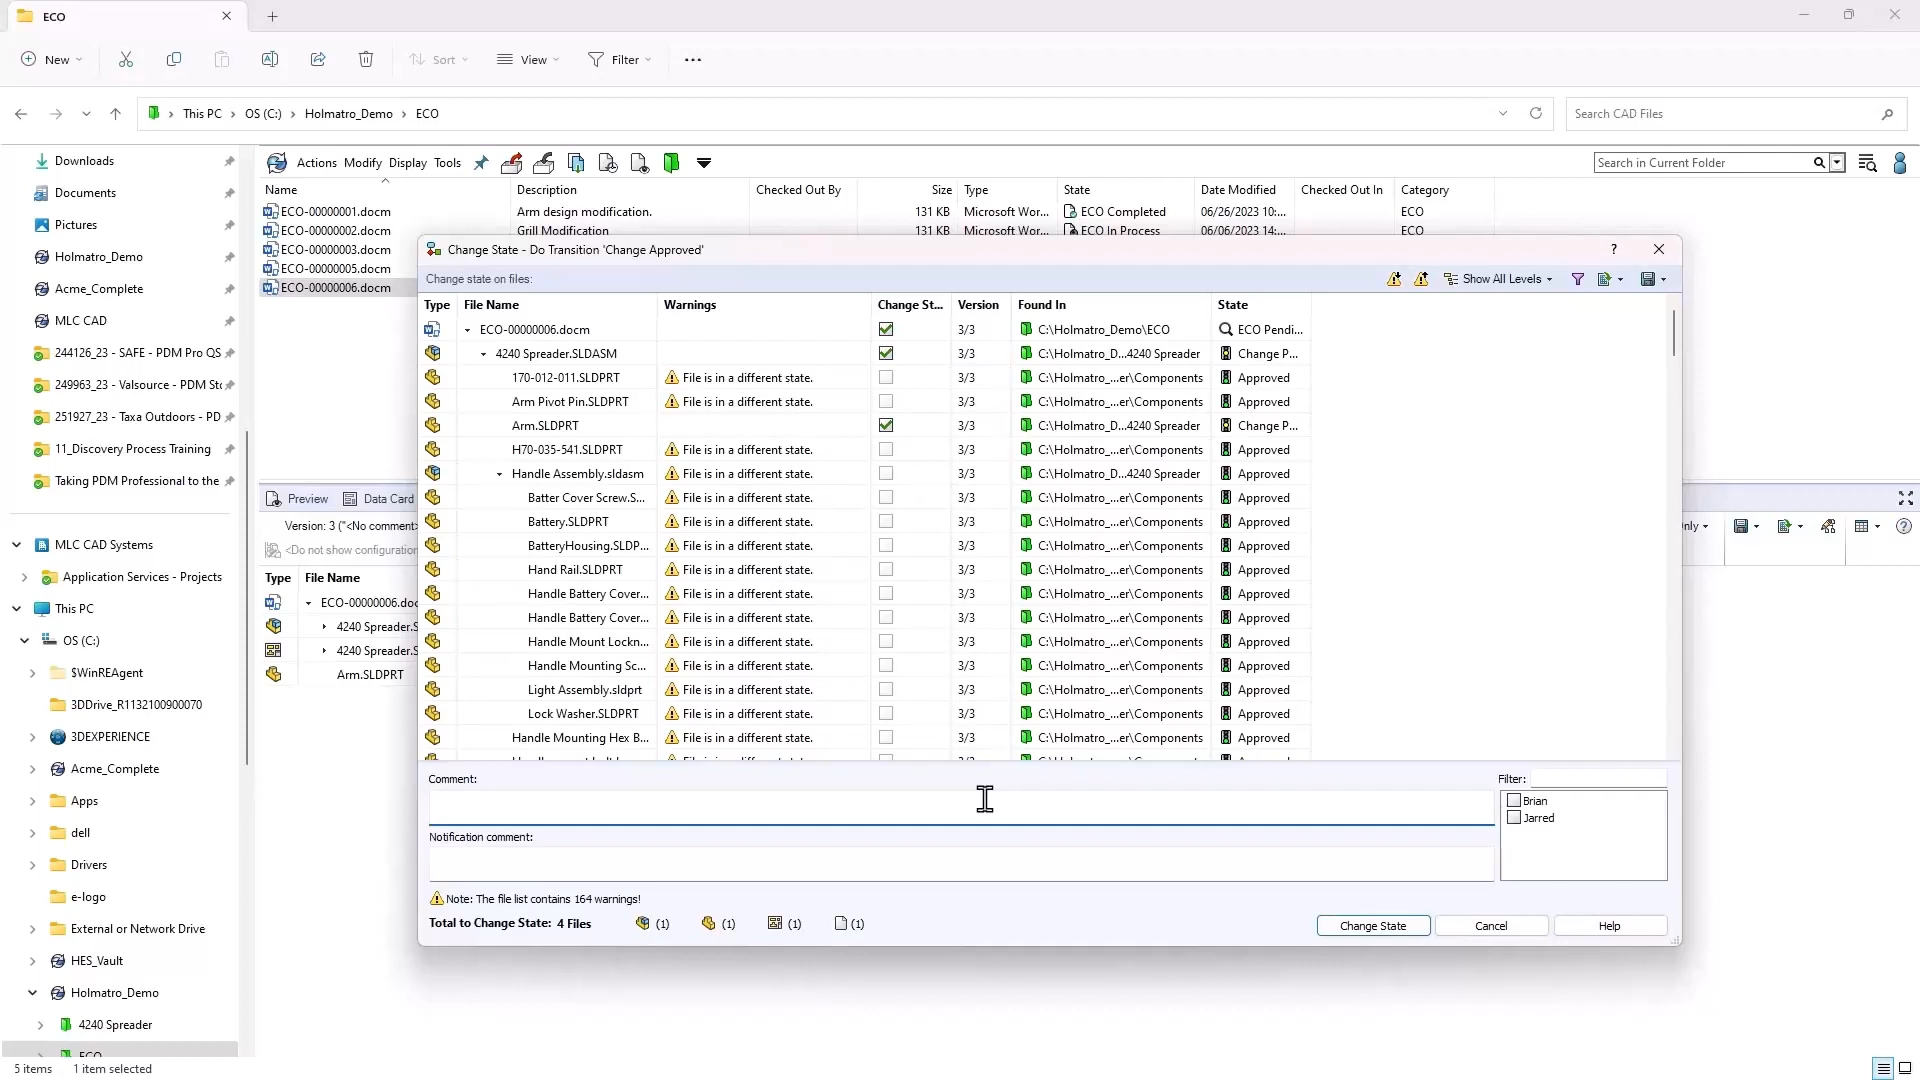 ECO
New
Sort
View
Filter
This PC > OS (C:) > Holmatro_Demo > ECO
Search CAD Files
Downloads
Documents
Pictures
Holmatro_Demo
Acme_Complete
MLC CAD
244126_23 - SAFE - PDM Pro QS
249963_23 - Valsource - PDM Sta
251927_23 - Taxa Outdoors - PD
11_Discovery Process Training
Taking PDM Professional to the
MLC CAD Systems
Application Services - Projects
This PC
OS (C:)
$WinREAgent
3DDrive_R1132100900070
3DEXPERIENCE
Acme_Complete
Apps
dell
Drivers
e-logo
External or Network Drive
HES_Vault
Holmatro_Demo
4240 Spreader
ECO
5 items 1 item selected
Actions Modify Display Tools
Search in Current Folder
Name Description Checked Out By Size Type State Date Modified Checked Out In Category
ECO-00000001.docm Arm design modification. 131 KB Microsoft Wor... ECO Completed 06/26/2023 10:... ECO
ECO-00000002.docm Grill Modification 131 KB Microsoft Wor... ECO In Process 06/06/2023 14:... ECO
ECO-00000003.docm
ECO-00000005.docm
ECO-00000006.docm
Preview Data Card
Version: 3 ("<No comment>
<Do not show configuration
nly
Type File Name
ECO-00000006.doc
4240 Spreader.S
4240 Spreader.S
Arm.SLDPRT
Change State - Do Transition 'Change Approved'
Change state on files:
Show All Levels
Type File Name Warnings Change St... Version Found In State
ECO-00000006.docm 3/3 C:\Holmatro_Demo\ECO ECO Pendi...
4240 Spreader.SLDASM 3/3 C:\Holmatro_D...4240 Spreader Change P...
170-012-011.SLDPRT File is in a different state. 3/3 C:\Holmatro_...er\Components Approved
Arm Pivot Pin.SLDPRT File is in a different state. 3/3 C:\Holmatro_...er\Components Approved
Arm.SLDPRT 3/3 C:\Holmatro_D...4240 Spreader Change P...
H70-035-541.SLDPRT File is in a different state. 3/3 C:\Holmatro_...er\Components Approved
Handle Assembly.sldasm File is in a different state. 3/3 C:\Holmatro_D...4240 Spreader Approved
Batter Cover Screw.S... File is in a different state. 3/3 C:\Holmatro_...er\Components Approved
Battery.SLDPRT File is in a different state. 3/3 C:\Holmatro_...er\Components Approved
BatteryHousing.SLDP... File is in a different state. 3/3 C:\Holmatro_...er\Components Approved
Hand Rail.SLDPRT File is in a different state. 3/3 C:\Holmatro_...er\Components Approved
Handle Battery Cover... File is in a different state. 3/3 C:\Holmatro_...er\Components Approved
Handle Battery Cover... File is in a different state. 3/3 C:\Holmatro_...er\Components Approved
Handle Mount Lockn... File is in a different state. 3/3 C:\Holmatro_...er\Components Approved
Handle Mounting Sc... File is in a different state. 3/3 C:\Holmatro_...er\Components Approved
Light Assembly.sldprt File is in a different state. 3/3 C:\Holmatro_...er\Components Approved
Lock Washer.SLDPRT File is in a different state. 3/3 C:\Holmatro_...er\Components Approved
Handle Mounting Hex B... File is in a different state. 3/3 C:\Holmatro_...er\Components Approved
Comment:
Filter:
Brian
Jarred
Notification comment:
Note: The file list contains 164 warnings!
Total to Change State: 4 Files (1) (1) (1) (1)
Change State Cancel Help